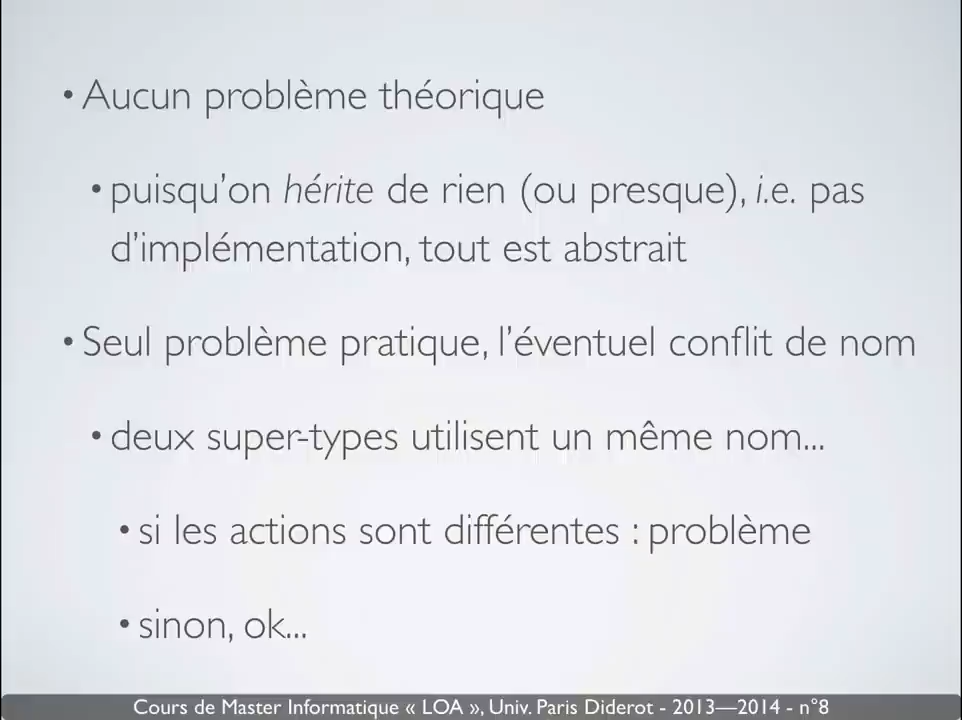 • Aucun problème théorique
• puisqu'on hérite de rien (ou presque), i.e. pas
d'implémentation, tout est abstrait
• Seul problème pratique, l'éventuel conflit de nom
• deux super-types utilisent un même nom...
• si les actions sont différentes : problème
• sinon, ok...
Cours de Master Informatique « LOA », Univ. Paris Diderot - 2013—2014 - n°8